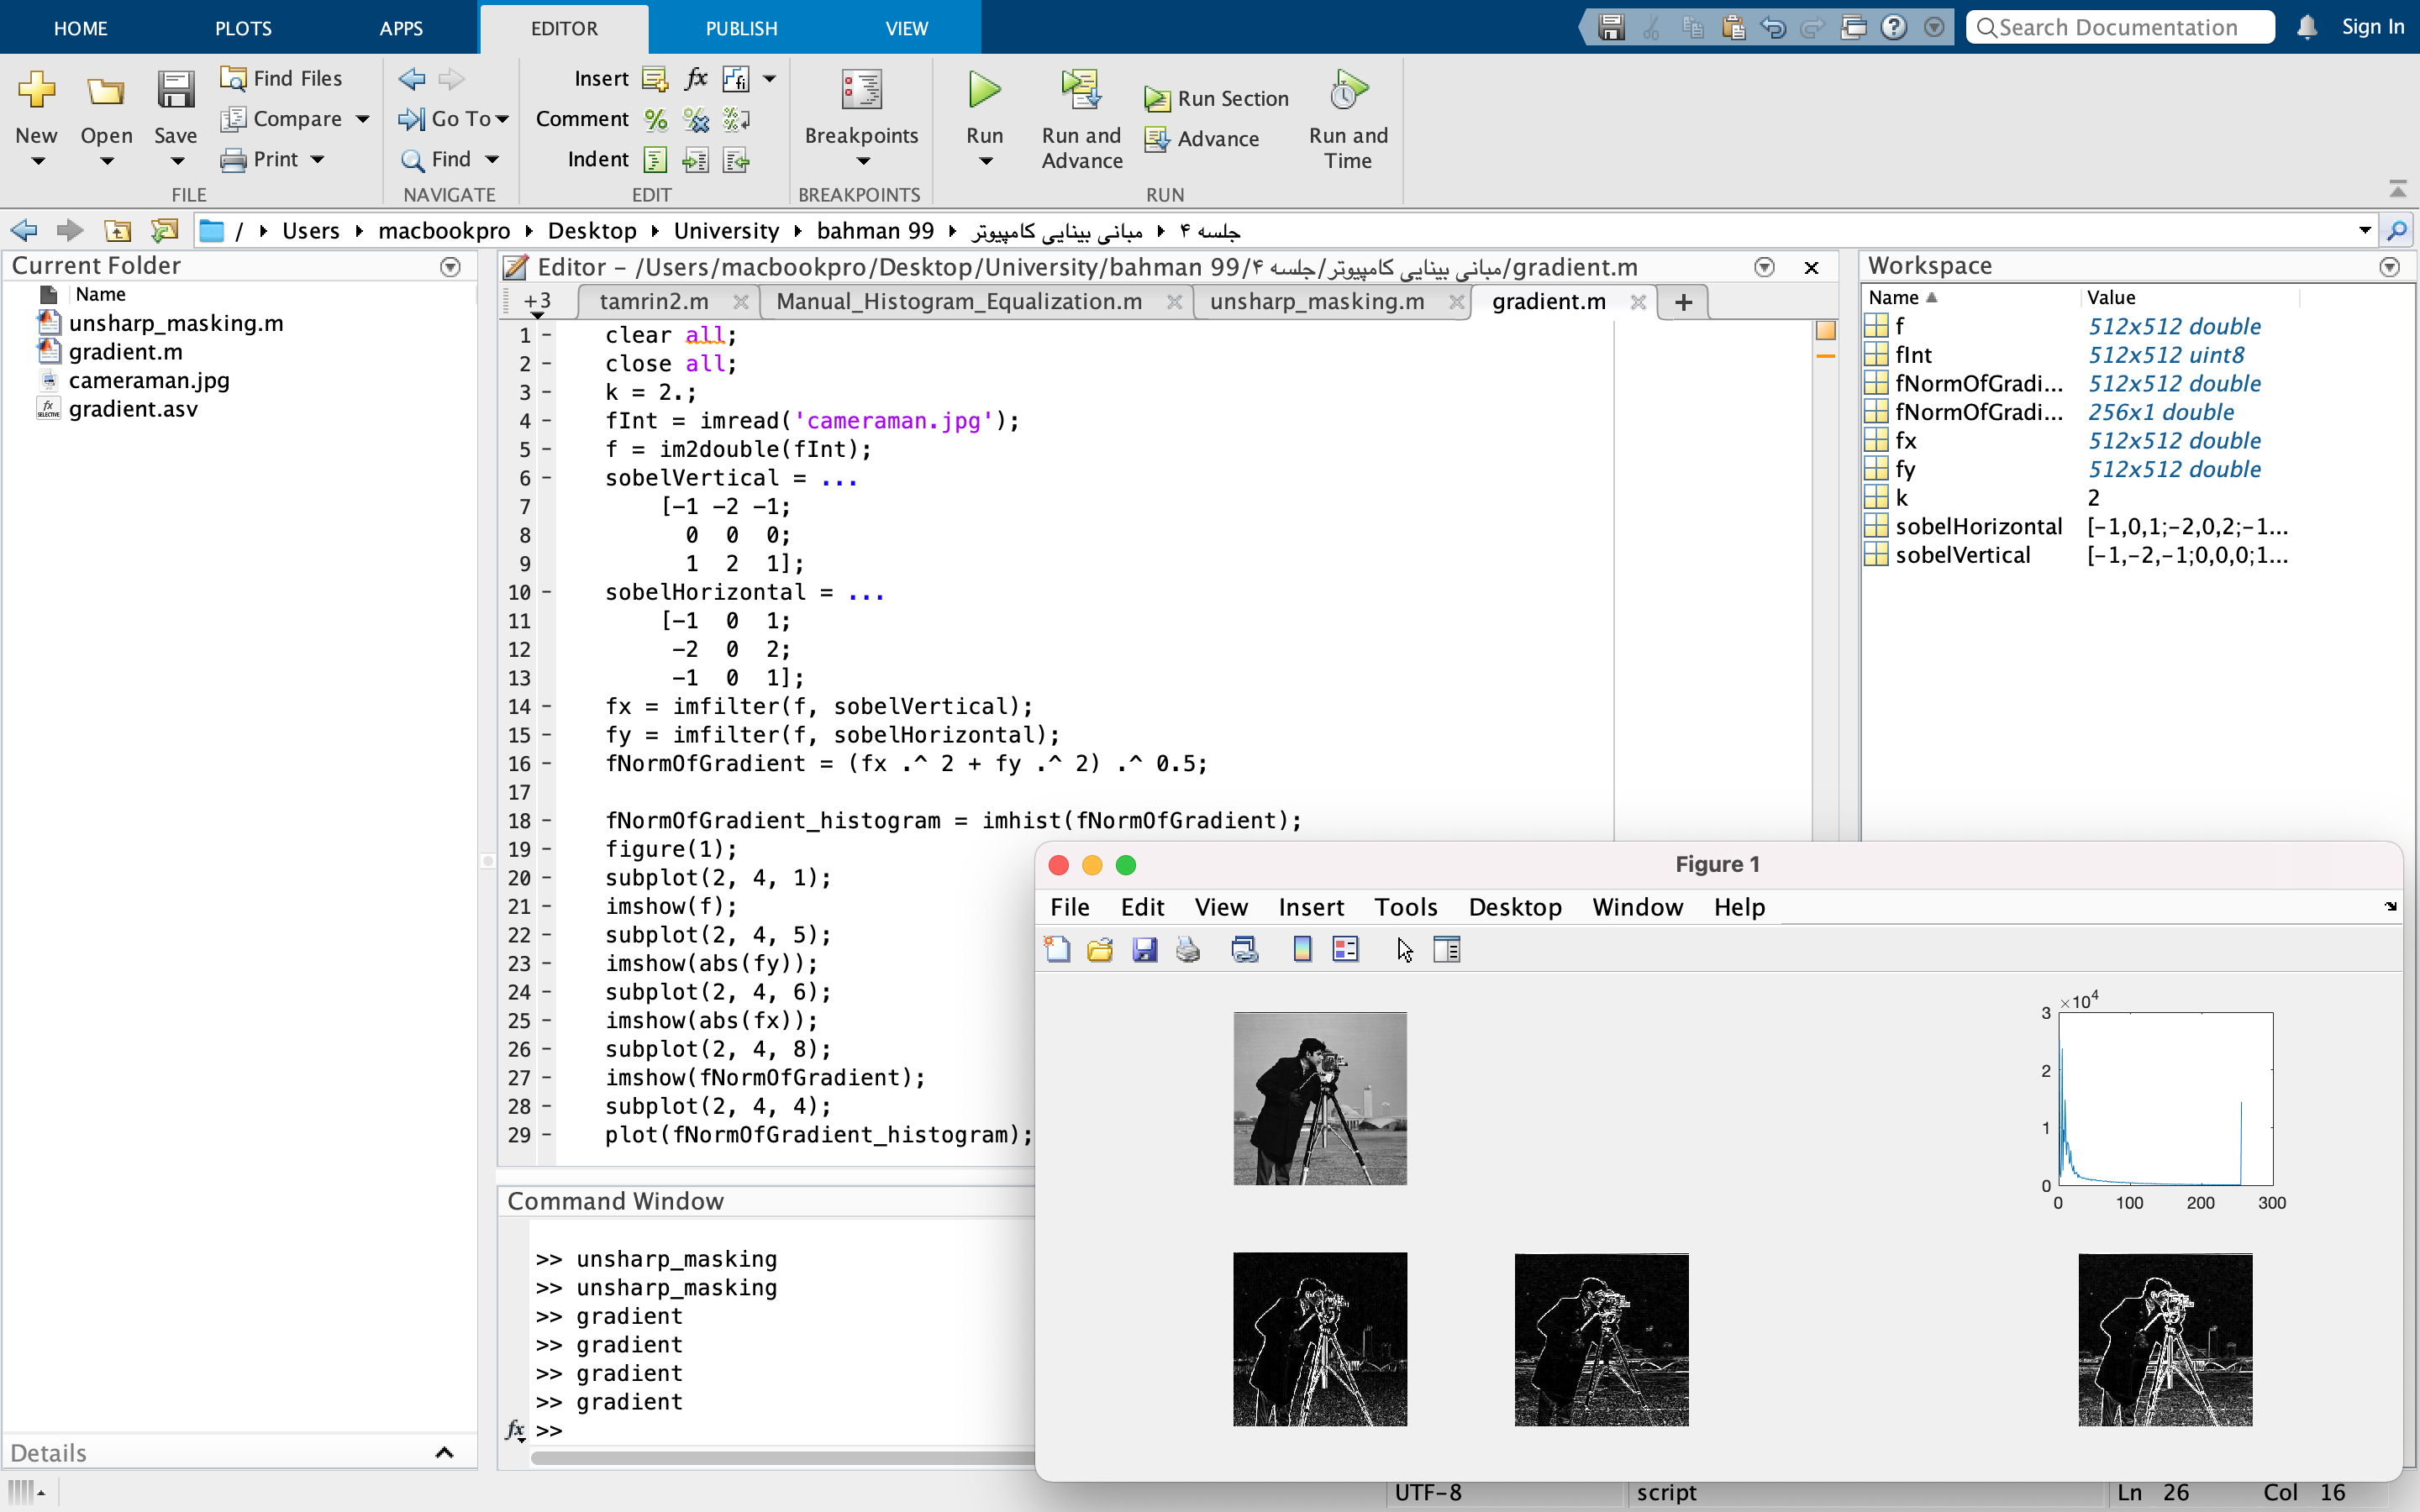 HOME PLOTS APPS EDITOR PUBLISH VIEW Search Documentation Sign In
New Open Save Find Files Compare Print FILE
Go To Find NAVIGATE
Insert fx fi Comment Indent EDIT
Breakpoints BREAKPOINTS
Run Run and Advance Run Section Advance Run and Time RUN
/ Users macbookpro Desktop University bahman 99 مبانی بینایی کامپیوتر جلسه ۴
Current Folder
Name
unsharp_masking.m
gradient.m
cameraman.jpg
gradient.asv
Details
Editor - /Users/macbookpro/Desktop/University/bahman 99/مبانی بینایی کامپیوتر/جلسه ۴/gradient.m
+3 tamrin2.m Manual_Histogram_Equalization.m unsharp_masking.m gradient.m +
1 - clear all;
2 - close all;
3 - k = 2.;
4 - fInt = imread('cameraman.jpg');
5 - f = im2double(fInt);
6 - sobelVertical = ...
7 [-1 -2 -1;
8 0 0 0;
9 1 2 1];
10 - sobelHorizontal = ...
11 [-1 0 1;
12 -2 0 2;
13 -1 0 1];
14 - fx = imfilter(f, sobelVertical);
15 - fy = imfilter(f, sobelHorizontal);
16 - fNormOfGradient = (fx .^ 2 + fy .^ 2) .^ 0.5;
17
18 - fNormOfGradient_histogram = imhist(fNormOfGradient);
19 - figure(1);
20 - subplot(2, 4, 1);
21 - imshow(f);
22 - subplot(2, 4, 5);
23 - imshow(abs(fy));
24 - subplot(2, 4, 6);
25 - imshow(abs(fx));
26 - subplot(2, 4, 8);
27 - imshow(fNormOfGradient);
28 - subplot(2, 4, 4);
29 - plot(fNormOfGradient_histogram);
Command Window
>> unsharp_masking
>> unsharp_masking
>> gradient
>> gradient
>> gradient
>> gradient
fx >>
Workspace
Name Value
f 512x512 double
fInt 512x512 uint8
fNormOfGradi... 512x512 double
fNormOfGradi... 256x1 double
fx 512x512 double
fy 512x512 double
k 2
sobelHorizontal [-1,0,1;-2,0,2;-1...
sobelVertical [-1,-2,-1;0,0,0;1...
Figure 1
File Edit View Insert Tools Desktop Window Help
×10^4
3
2
1
0
0 100 200 300
UTF-8 script Ln 26 Col 16